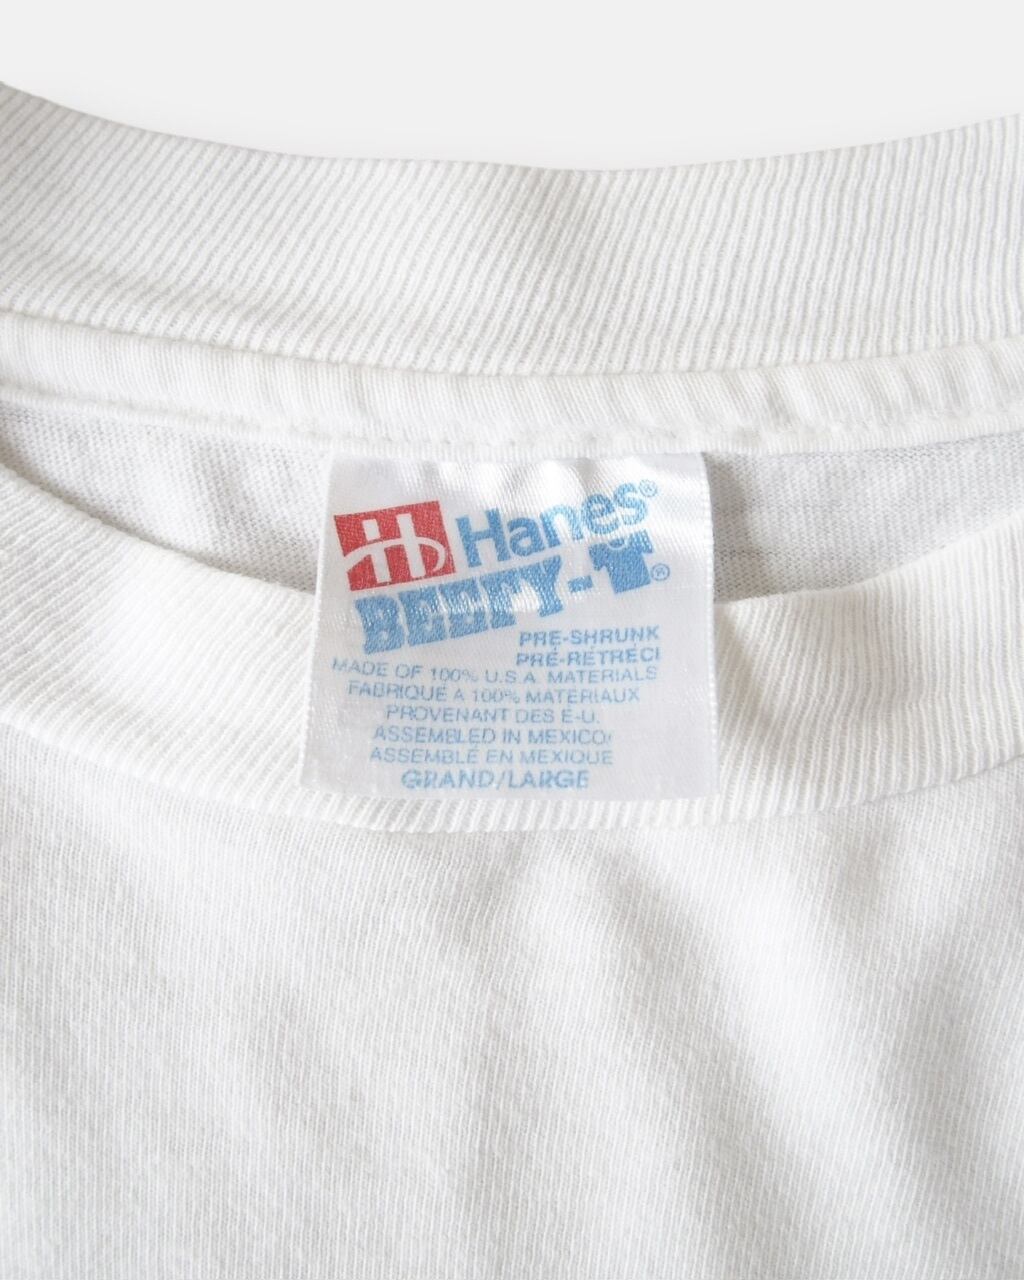 H Hanes®
BEEFY-T®
PRE-SHRUNK
PRÉ-RÉTRÉCI
MADE OF 100% U.S.A. MATERIALS
FABRIQUÉ A 100% MATERIAUX
PROVENANT DES E-U.
ASSEMBLED IN MEXICO/
ASSEMBLÉ EN MEXIQUE
GRAND/LARGE